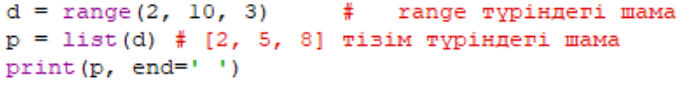 d = range(2, 10, 3)     #   range түріндегі шама
p = list(d) # [2, 5, 8] тізім түріндегі шама
print(p, end=' ')